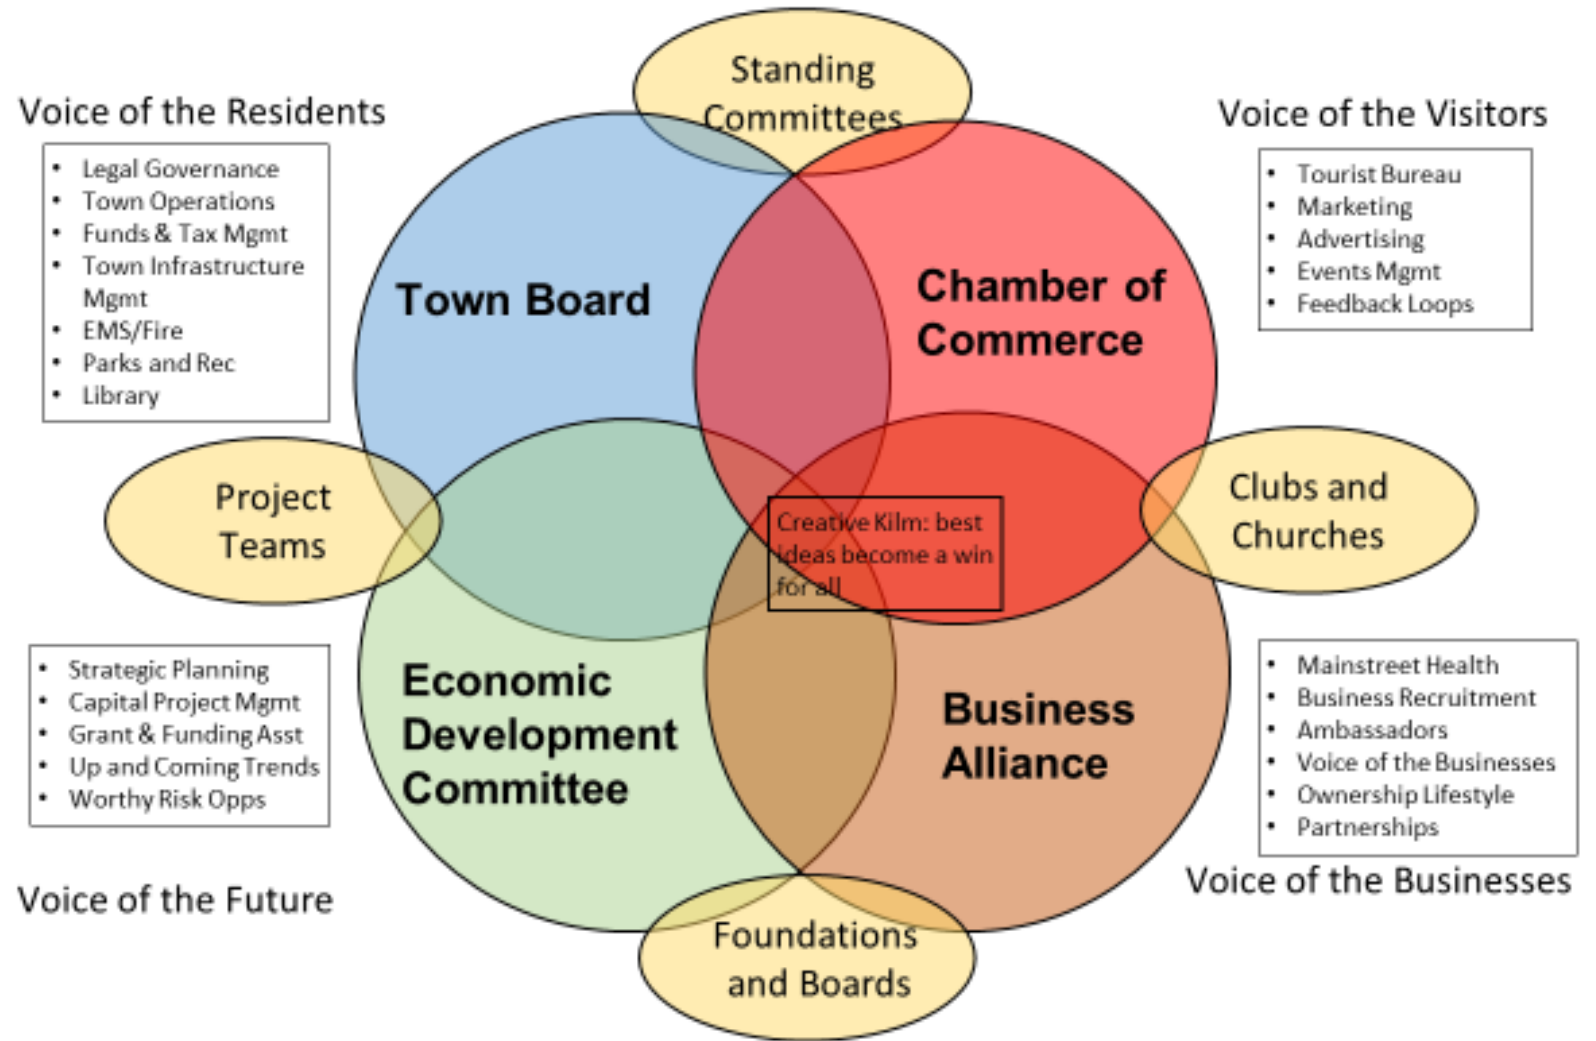 Standing
Committees
Voice of the Residents
• Legal Governance
• Town Operations
• Funds & Tax Mgmt
• Town Infrastructure
Mgmt
• EMS/Fire
• Parks and Rec
• Library
Voice of the Visitors
• Tourist Bureau
• Marketing
• Advertising
• Events Mgmt
• Feedback Loops
Town Board
Chamber of
Commerce
Project
Teams
Creative Kilm: best
ideas become a win
for all
Clubs and
Churches
• Strategic Planning
• Capital Project Mgmt
• Grant & Funding Asst
• Up and Coming Trends
• Worthy Risk Opps
Voice of the Future
Economic
Development
Committee
Business
Alliance
• Mainstreet Health
• Business Recruitment
• Ambassadors
• Voice of the Businesses
• Ownership Lifestyle
• Partnerships
Voice of the Businesses
Foundations
and Boards